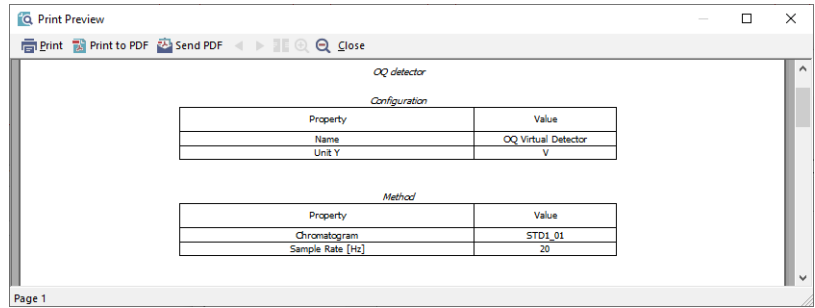 Print Preview
Print Print to PDF Send PDF Close
OQ detector
Configuration
Property Value
Name OQ Virtual Detector
Unit Y V
Method
Property Value
Chromatogram STD1_01
Sample Rate [Hz] 20
Page 1